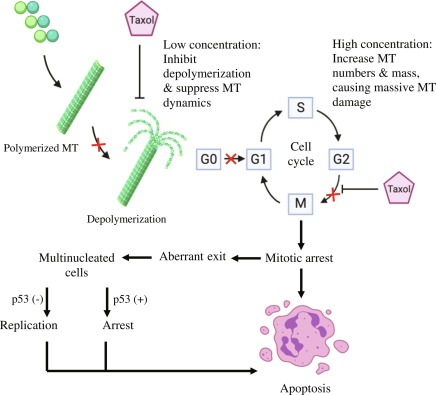 Taxol
Low concentration:
Inhibit
depolymerization
& suppress MT
dynamics
High concentration:
Increase MT
numbers & mass,
causing massive MT
damage
Polymerized MT
Depolymerization
S
G0
G1
Cell
cycle
G2
M
Taxol
Mitotic arrest
Aberrant exit
Multinucleated
cells
p53 (-)
p53 (+)
Replication
Arrest
Apoptosis